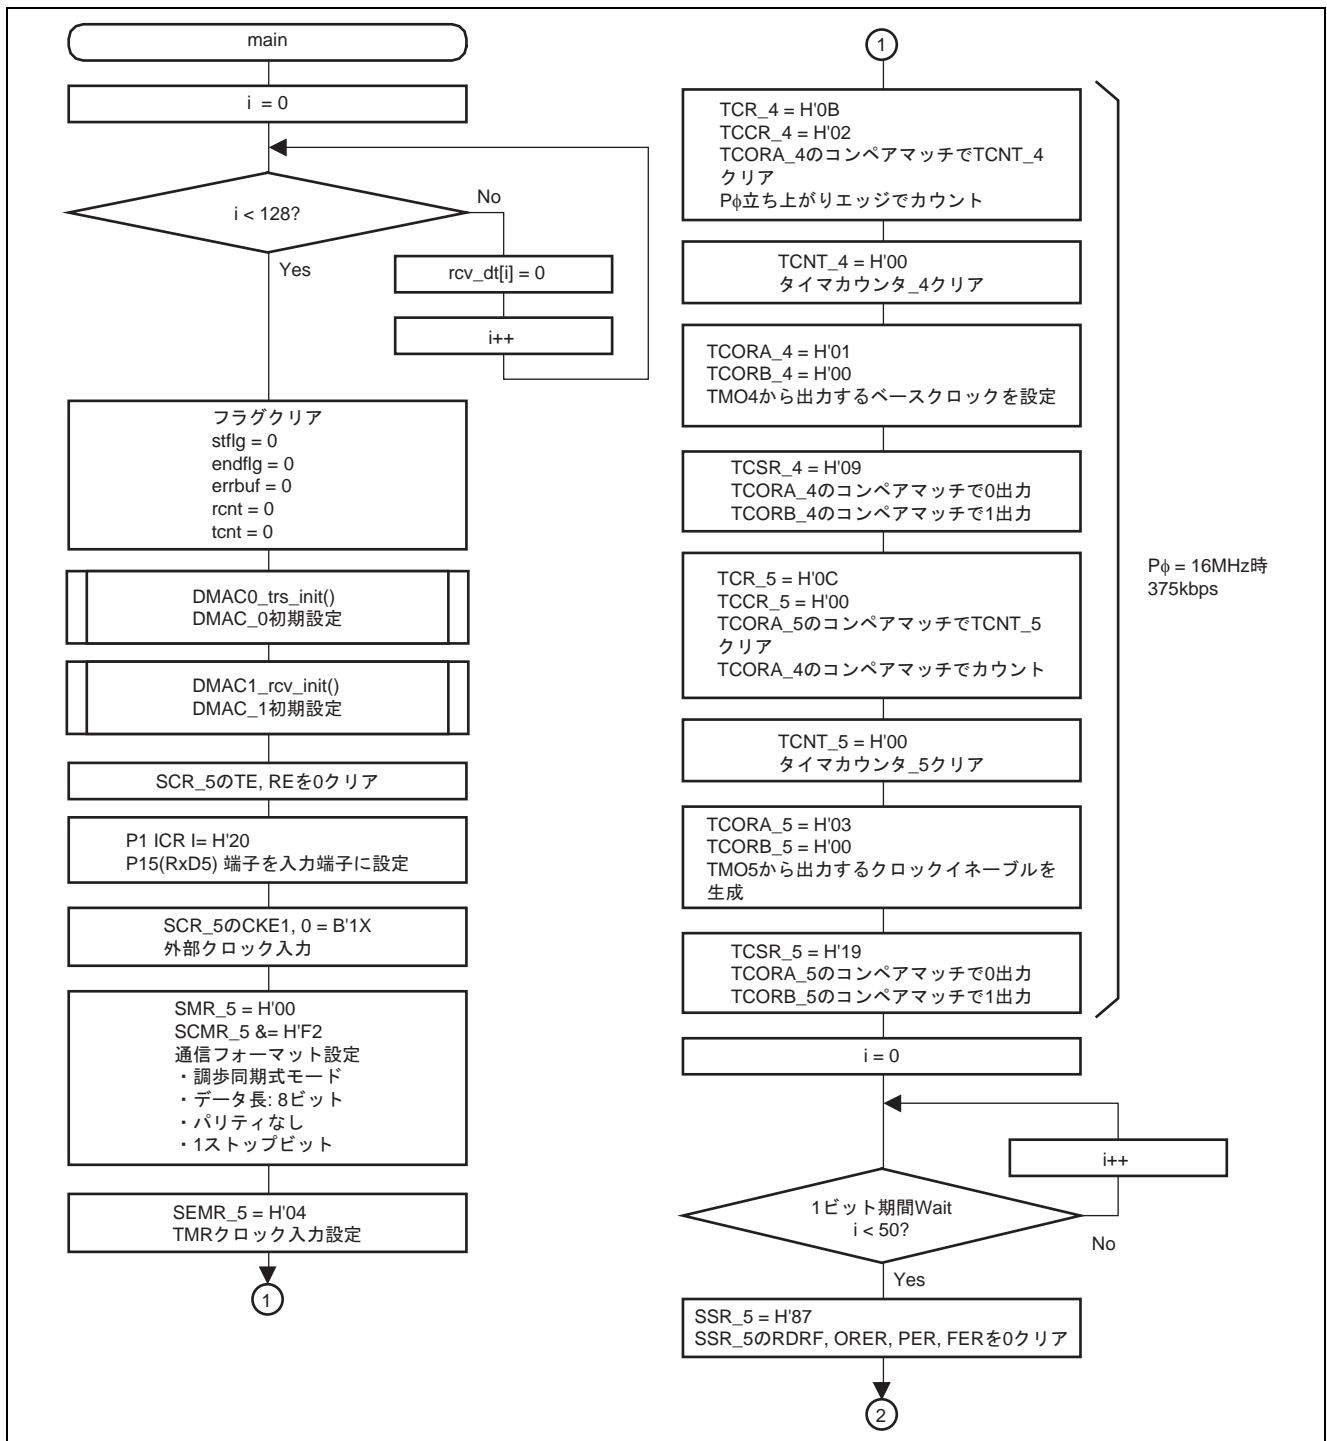 main
i = 0
i < 128?
No
Yes
rcv_dt[i] = 0
i++
フラグクリア
stflg = 0
endflg = 0
errbuf = 0
rcnt = 0
tcnt = 0
DMAC0_trs_init()
DMAC_0初期設定
DMAC1_rcv_init()
DMAC_1初期設定
SCR_5のTE, REを0クリア
P1 ICR I= H'20
P15(RxD5) 端子を入力端子に設定
SCR_5のCKE1, 0 = B'1X
外部クロック入力
SMR_5 = H'00
SCMR_5 &= H'F2
通信フォーマット設定
・調歩同期式モード
・データ長: 8ビット
・パリティなし
・1ストップビット
SEMR_5 = H'04
TMRクロック入力設定
1
1
TCR_4 = H'0B
TCCR_4 = H'02
TCORA_4のコンペアマッチでTCNT_4
クリア
Pφ立ち上がりエッジでカウント
TCNT_4 = H'00
タイマカウンタ_4クリア
TCORA_4 = H'01
TCORB_4 = H'00
TMO4から出力するベースクロックを設定
TCSR_4 = H'09
TCORA_4のコンペアマッチで0出力
TCORB_4のコンペアマッチで1出力
TCR_5 = H'0C
TCCR_5 = H'00
TCORA_5のコンペアマッチでTCNT_5
クリア
TCORA_4のコンペアマッチでカウント
TCNT_5 = H'00
タイマカウンタ_5クリア
TCORA_5 = H'03
TCORB_5 = H'00
TMO5から出力するクロックイネーブルを
生成
TCSR_5 = H'19
TCORA_5のコンペアマッチで0出力
TCORB_5のコンペアマッチで1出力
Pφ = 16MHz時
375kbps
i = 0
i++
1ビット期間Wait
i < 50?
No
Yes
SSR_5 = H'87
SSR_5のRDRF, ORER, PER, FERを0クリア
2